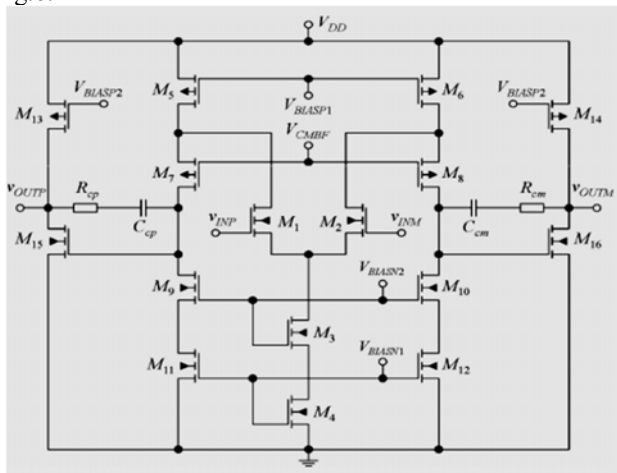 V_DD
V_BIASP2 M_5 M_6 V_BIASP2
M_13 V_BIASP1 M_14
V_CMBF
M_7 M_8
v_OUTP R_cp C_cp v_INP M_1 M_2 v_INM C_cm R_cm v_OUTM
M_15 M_16
M_9 V_BIASN2 M_10
M_3
M_11 V_BIASN1 M_12
M_4